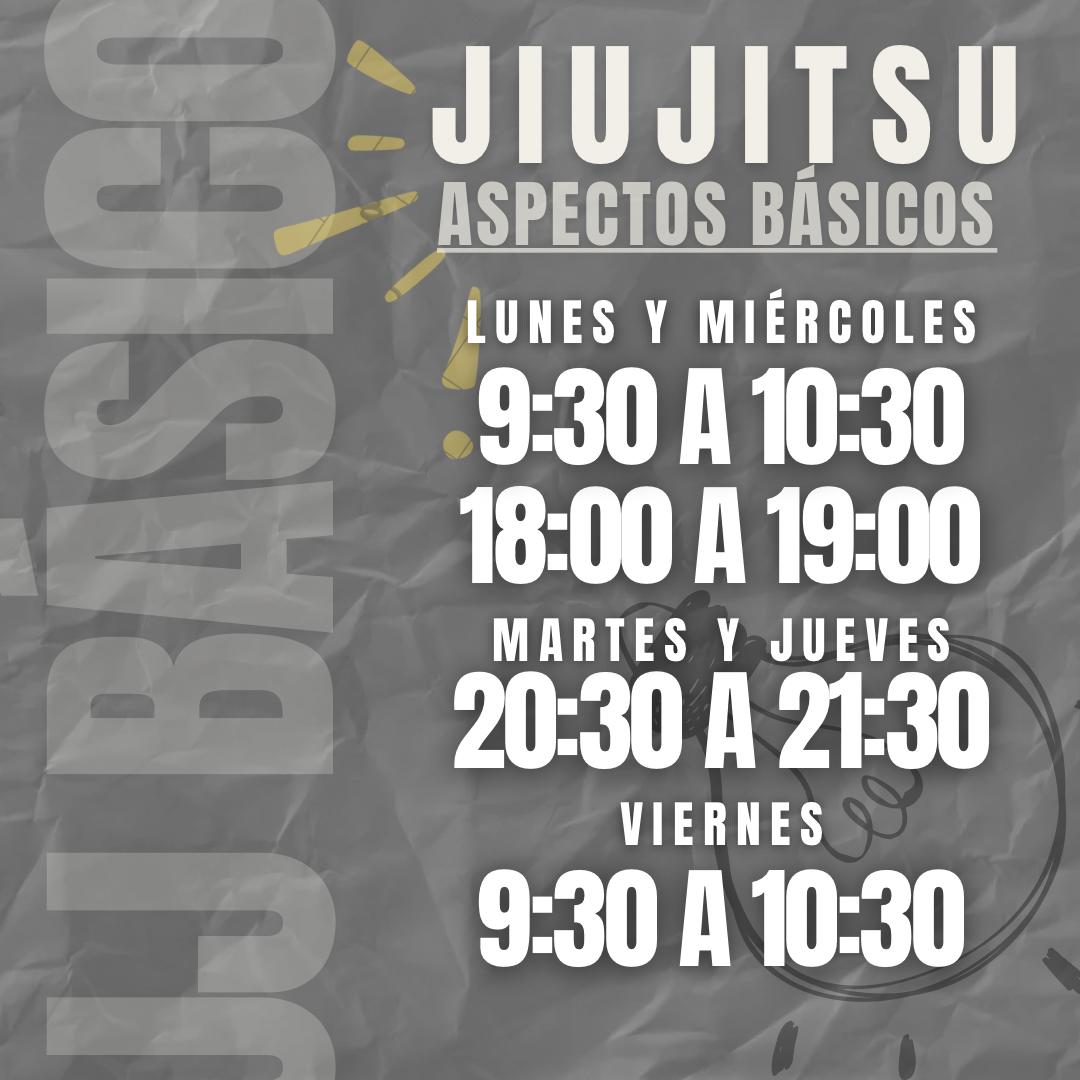 JIUJITSU
ASPECTOS BÁSICOS
LUNES Y MIÉRCOLES
9:30 A 10:30
18:00 A 19:00
MARTES Y JUEVES
20:30 A 21:30
VIERNES
9:30 A 10:30
JJ BÁSICO